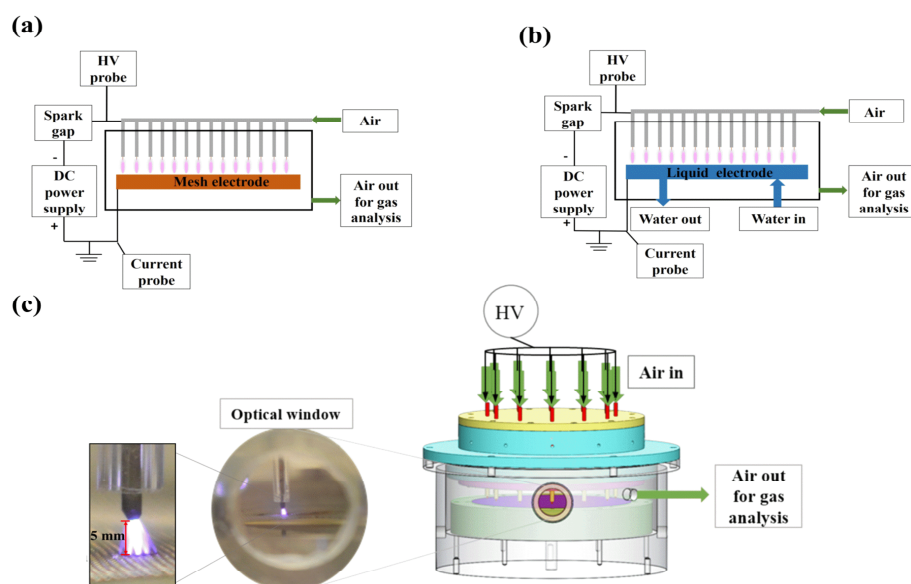 (a)
HV
probe
Spark
gap
-
DC
power
supply
+
Air
Mesh electrode
Air out
for gas
analysis
Current
probe
(b)
HV
probe
Spark
gap
-
DC
power
supply
+
Air
Liquid electrode
Air out
for gas
analysis
Water out
Water in
Current
probe
(c)
HV
Air in
Optical window
5 mm
Air out
for gas
analysis